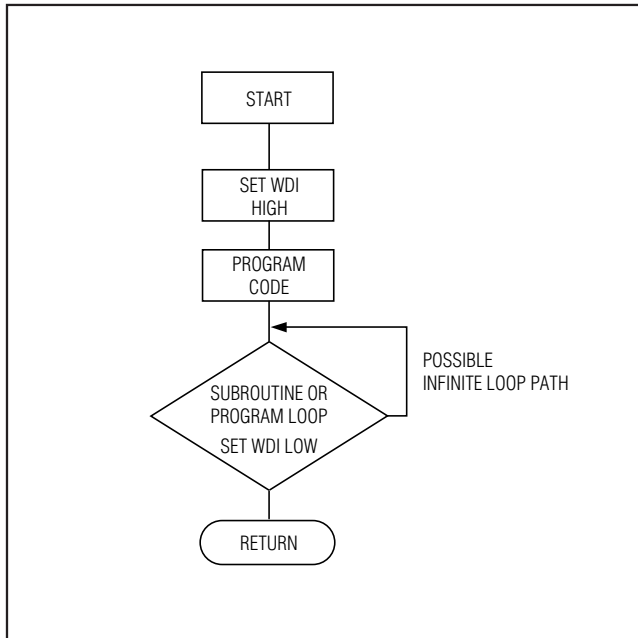 START
SET WDI
HIGH
PROGRAM
CODE
POSSIBLE
INFINITE LOOP PATH
SUBROUTINE OR
PROGRAM LOOP
SET WDI LOW
RETURN